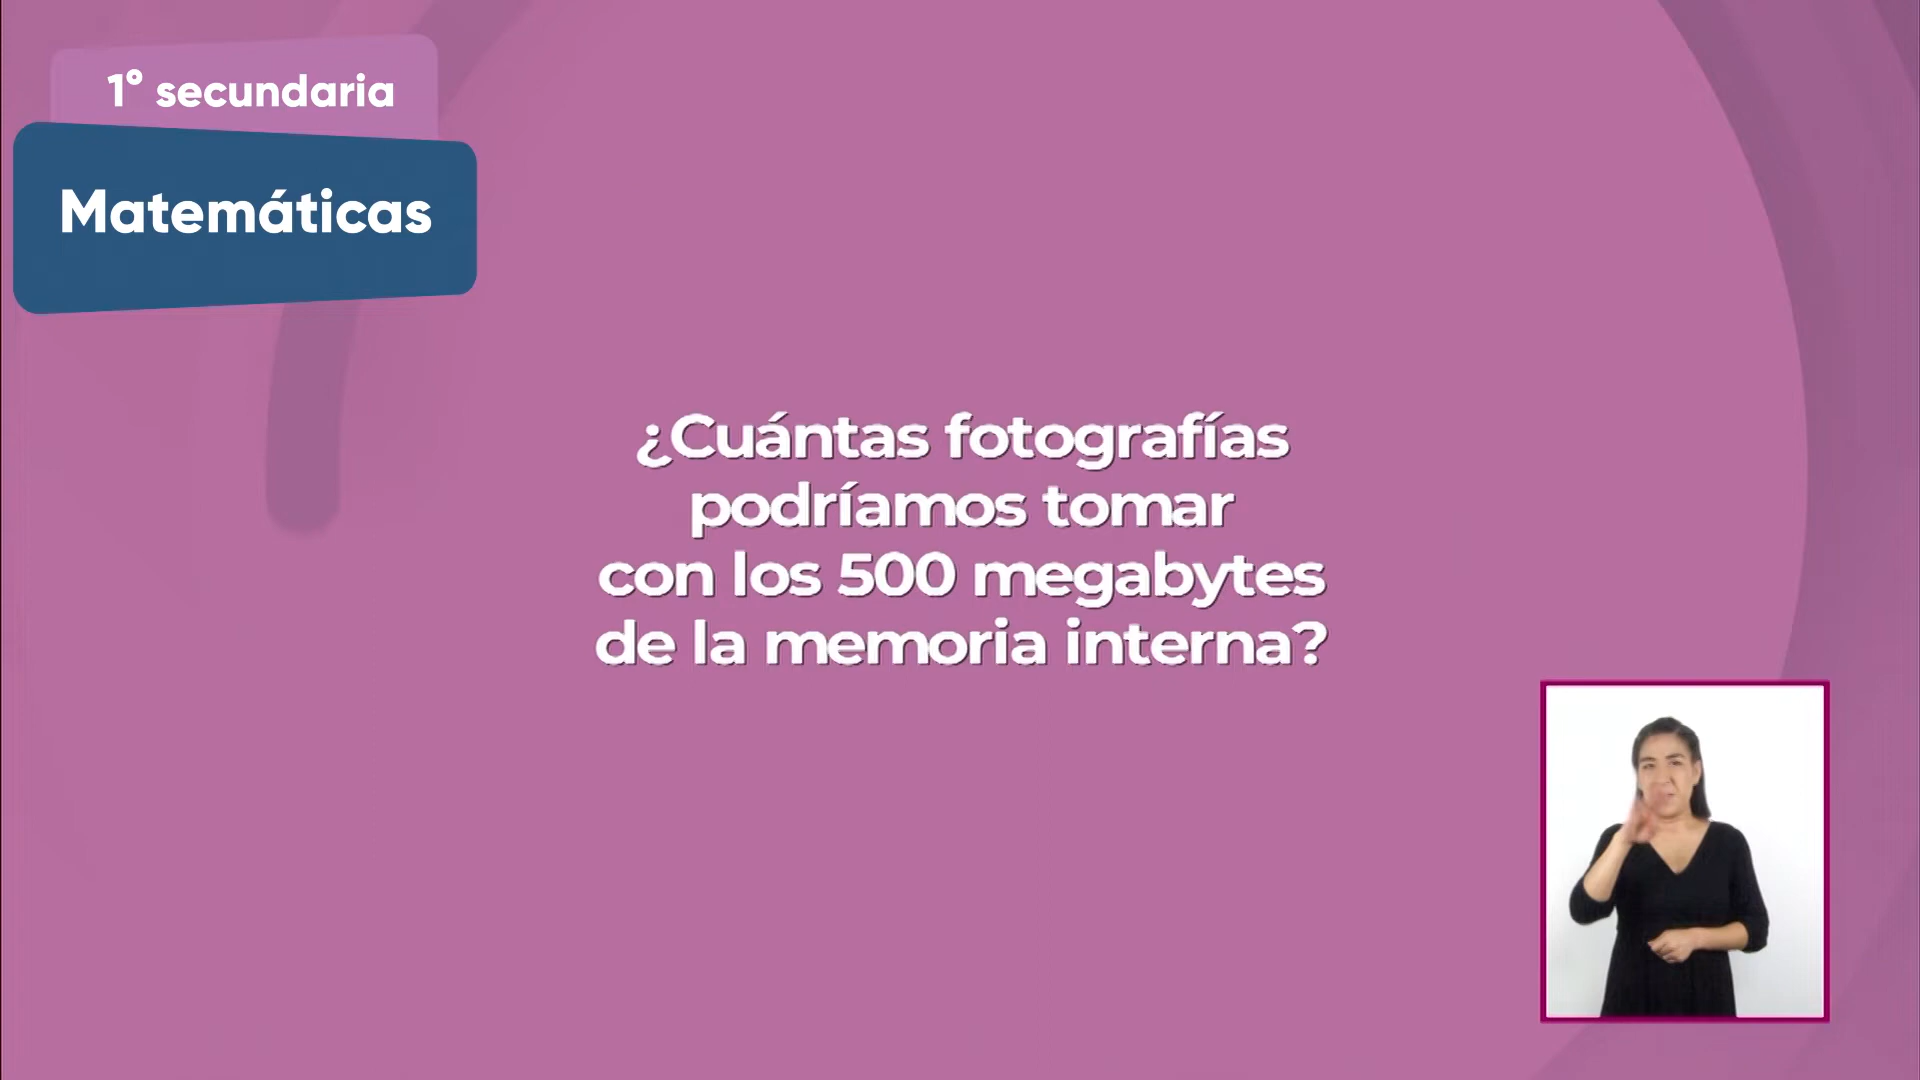 1° secundaria
Matemáticas
¿Cuántas fotografías
podríamos tomar
con los 500 megabytes
de la memoria interna?